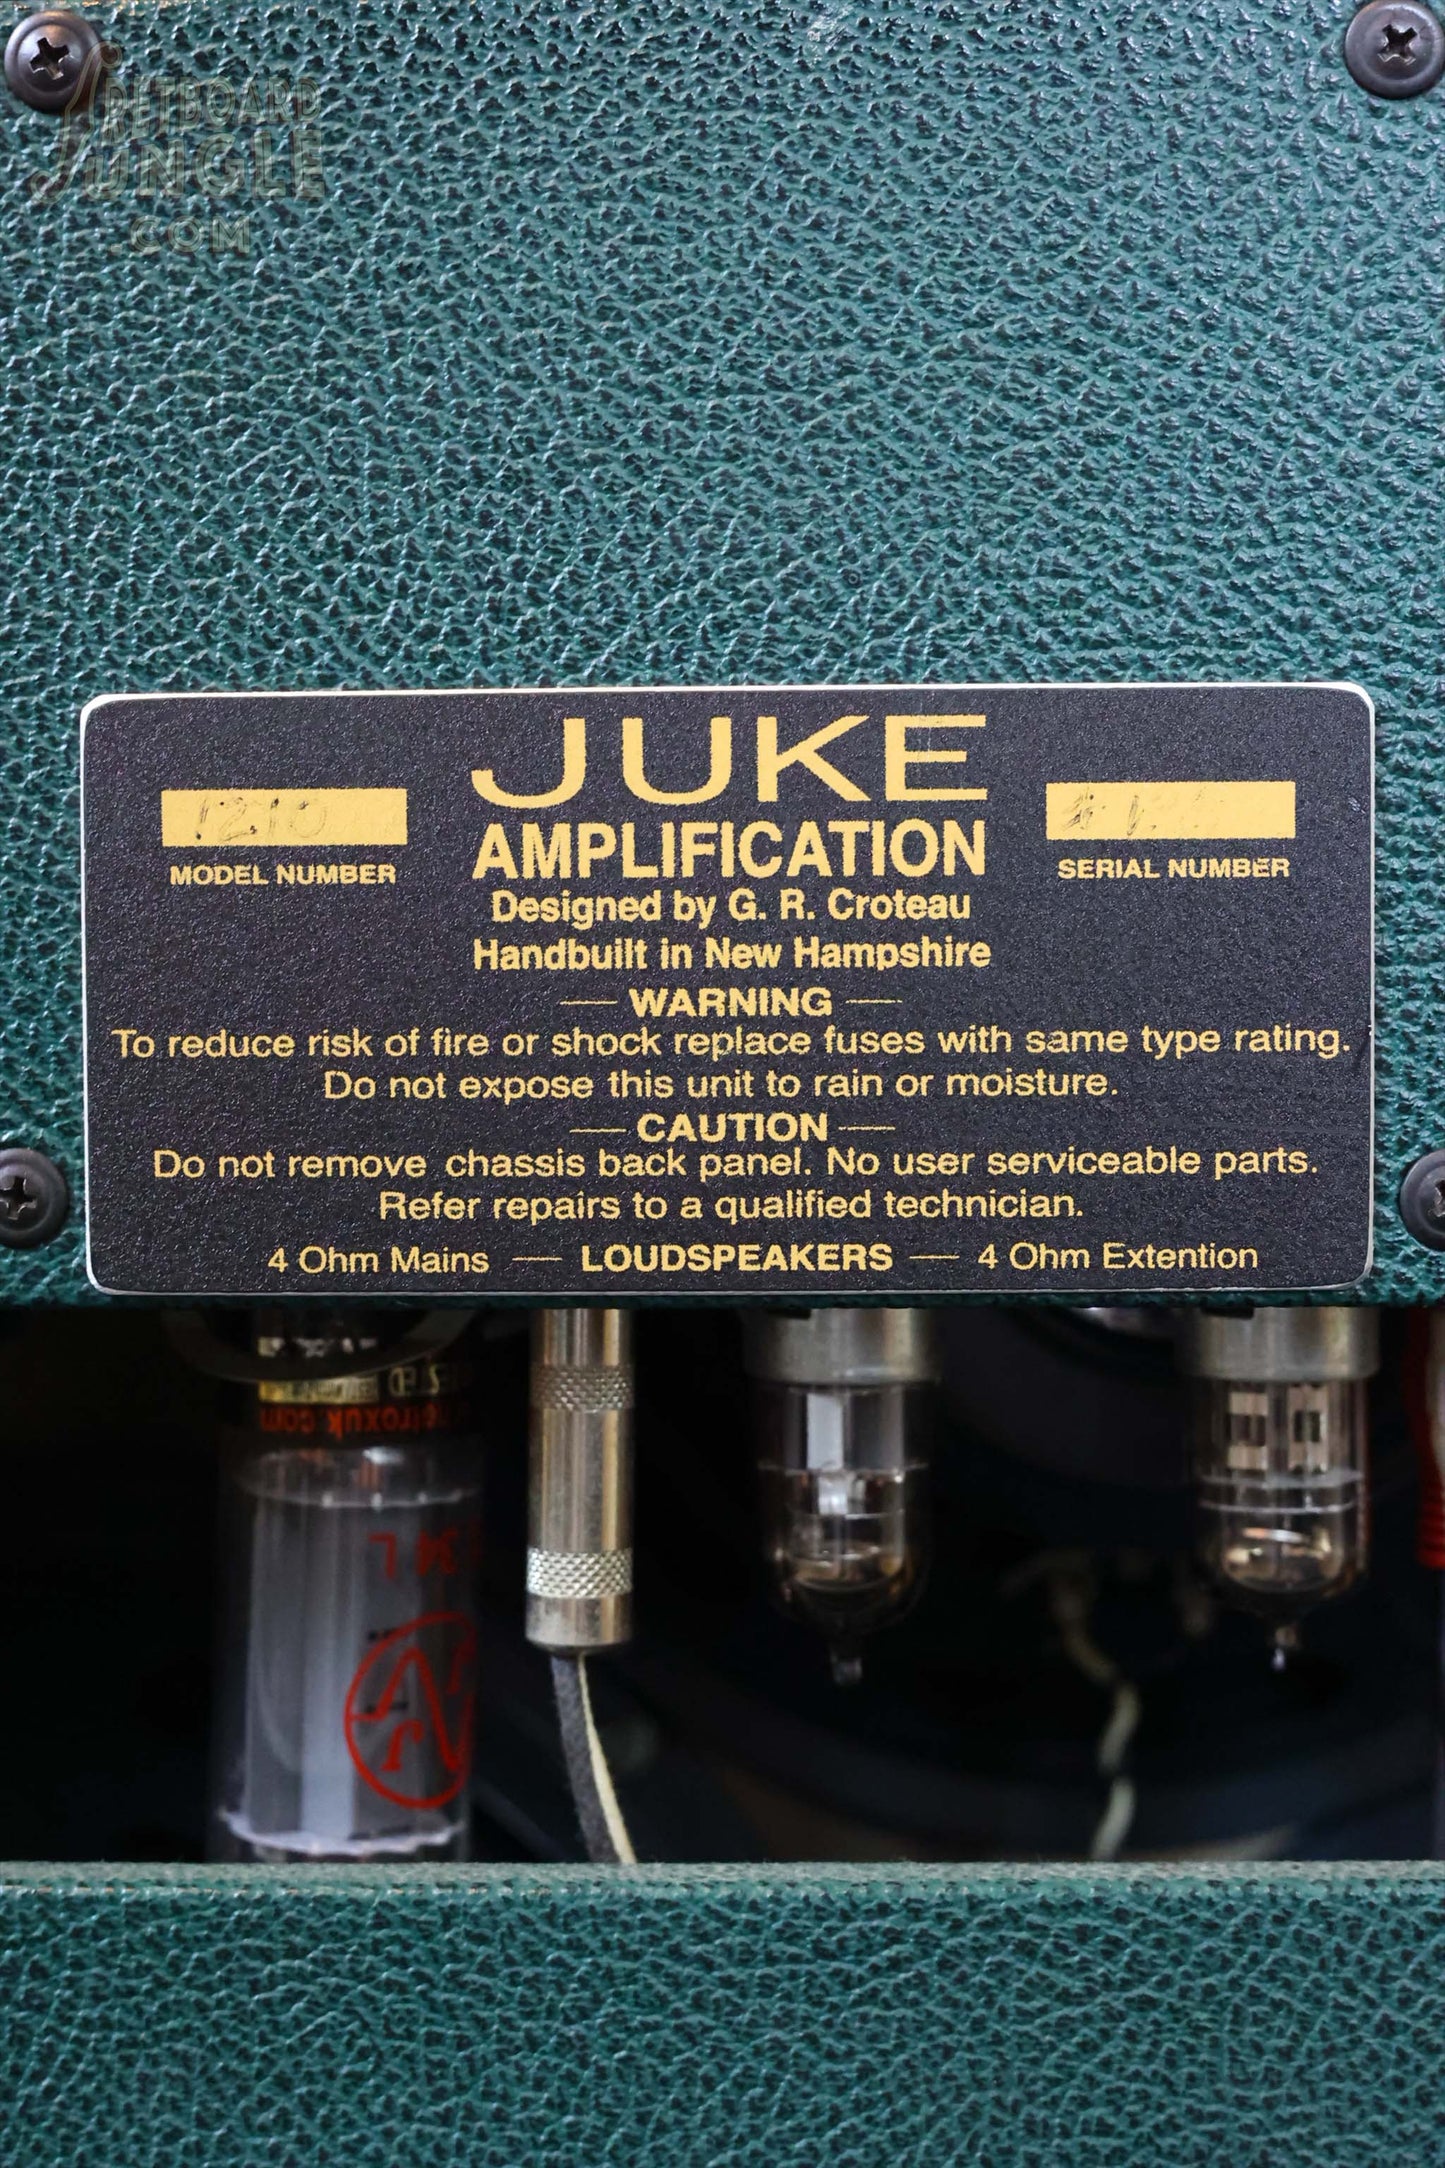 FRETBOARD
JUNGLE
.COM
JUKE
1210
MODEL NUMBER
AMPLIFICATION
SERIAL NUMBER
Designed by G. R. Croteau
Handbuilt in New Hampshire
— WARNING —
To reduce risk of fire or shock replace fuses with same type rating.
Do not expose this unit to rain or moisture.
— CAUTION —
Do not remove chassis back panel. No user serviceable parts.
Refer repairs to a qualified technician.
4 Ohm Mains — LOUDSPEAKERS — 4 Ohm Extention